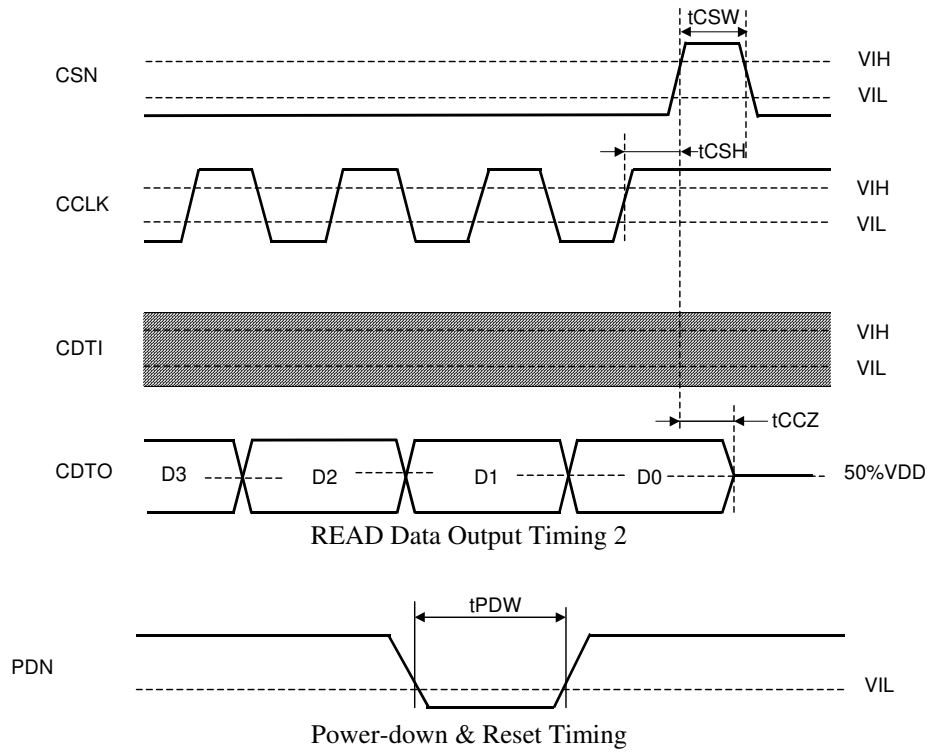 tCSW
CSN
VIH
VIL
tCSH
CCLK
VIH
VIL
CDTI
VIH
VIL
tCCZ
CDTO
D3
D2
D1
D0
50%VDD
READ Data Output Timing 2
tPDW
PDN
VIL
Power-down & Reset Timing